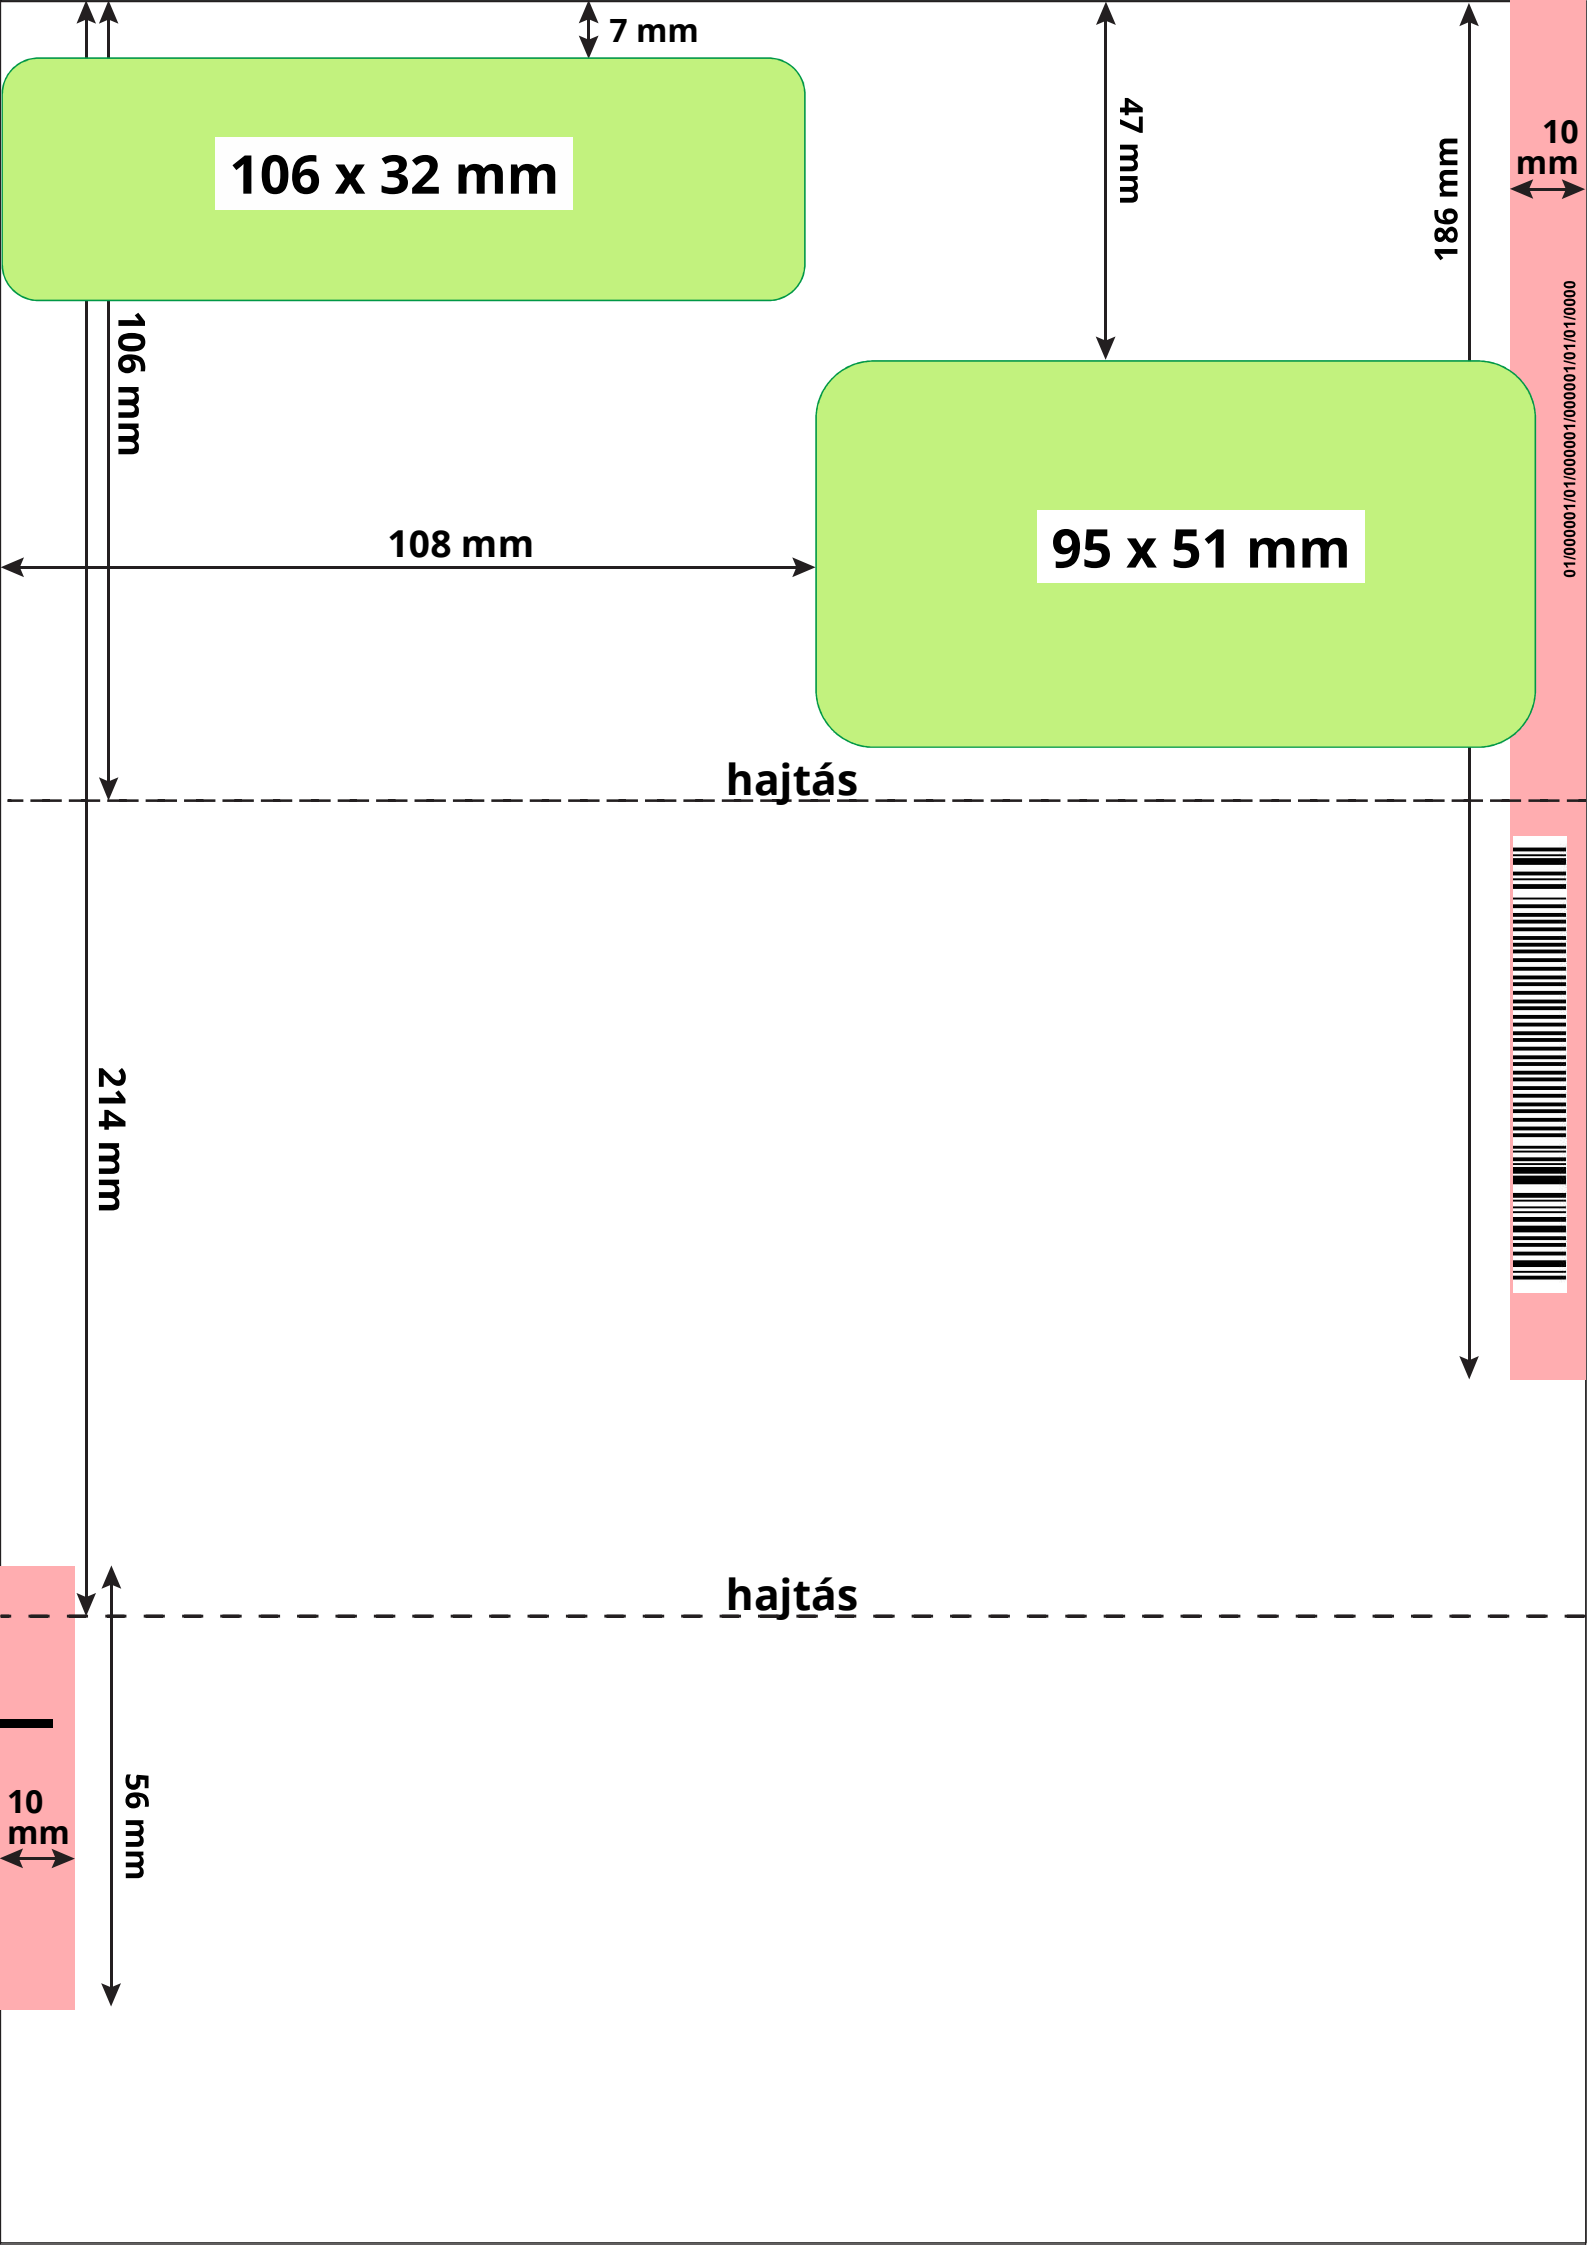 7 mm
47 mm
10
mm
186 mm
106 x 32 mm
01/000001/01/000001/000001/01/01/0000
106 mm
108 mm
95 x 51 mm
hajtás
214 mm
hajtás
10
mm
56 mm